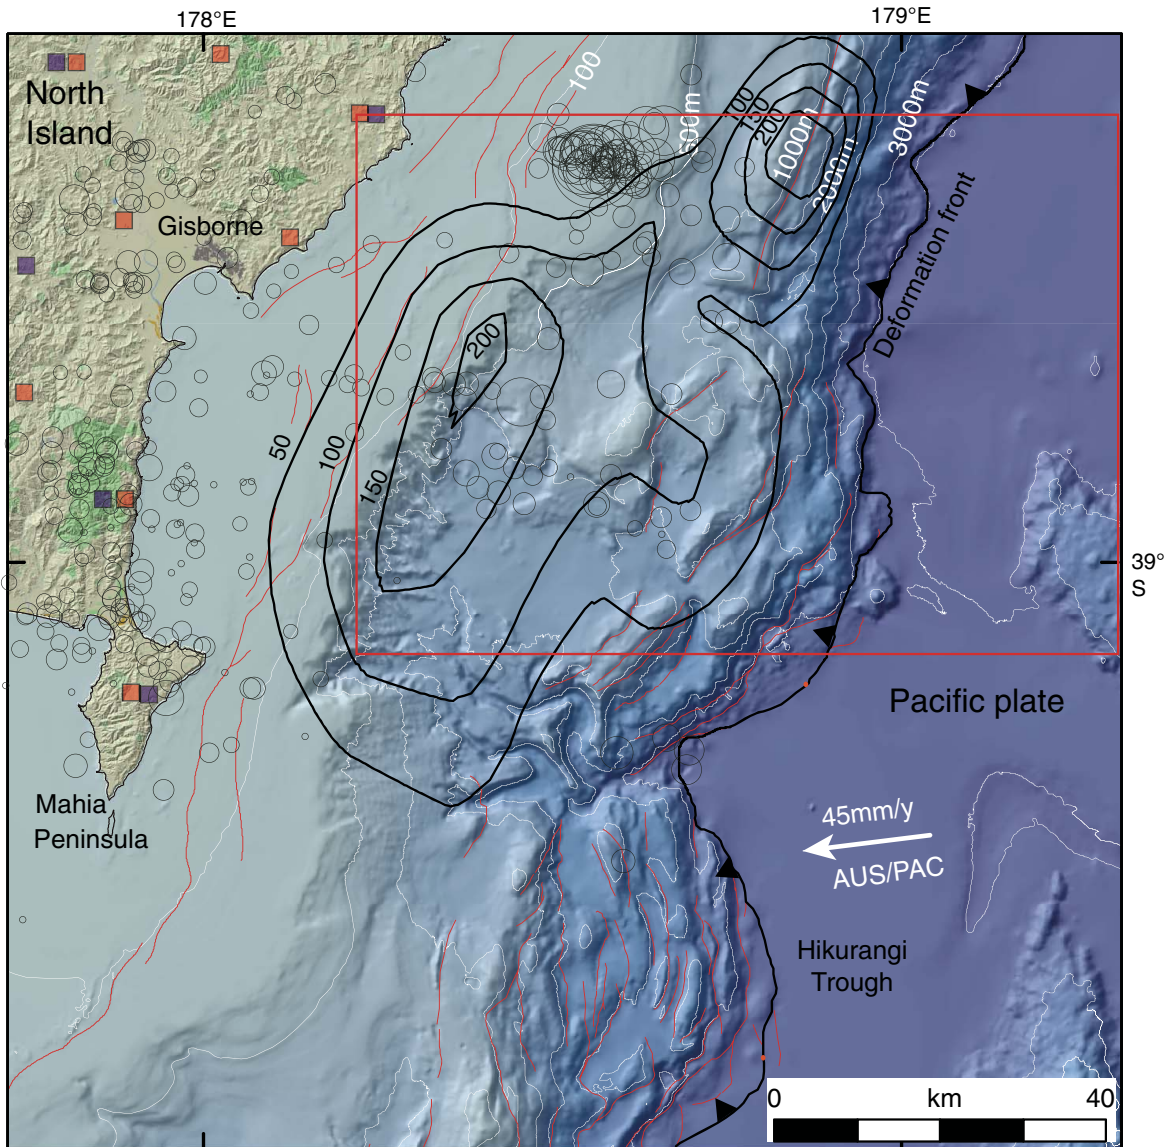 178°E
179°E
North
Island
100
600m
100
150
200
1000m
2000m
3000m
Gisborne
Deformation front
200
50
100
150
39°
S
Pacific plate
Mahia
Peninsula
45mm/y
AUS/PAC
Hikurangi
Trough
0
km
40